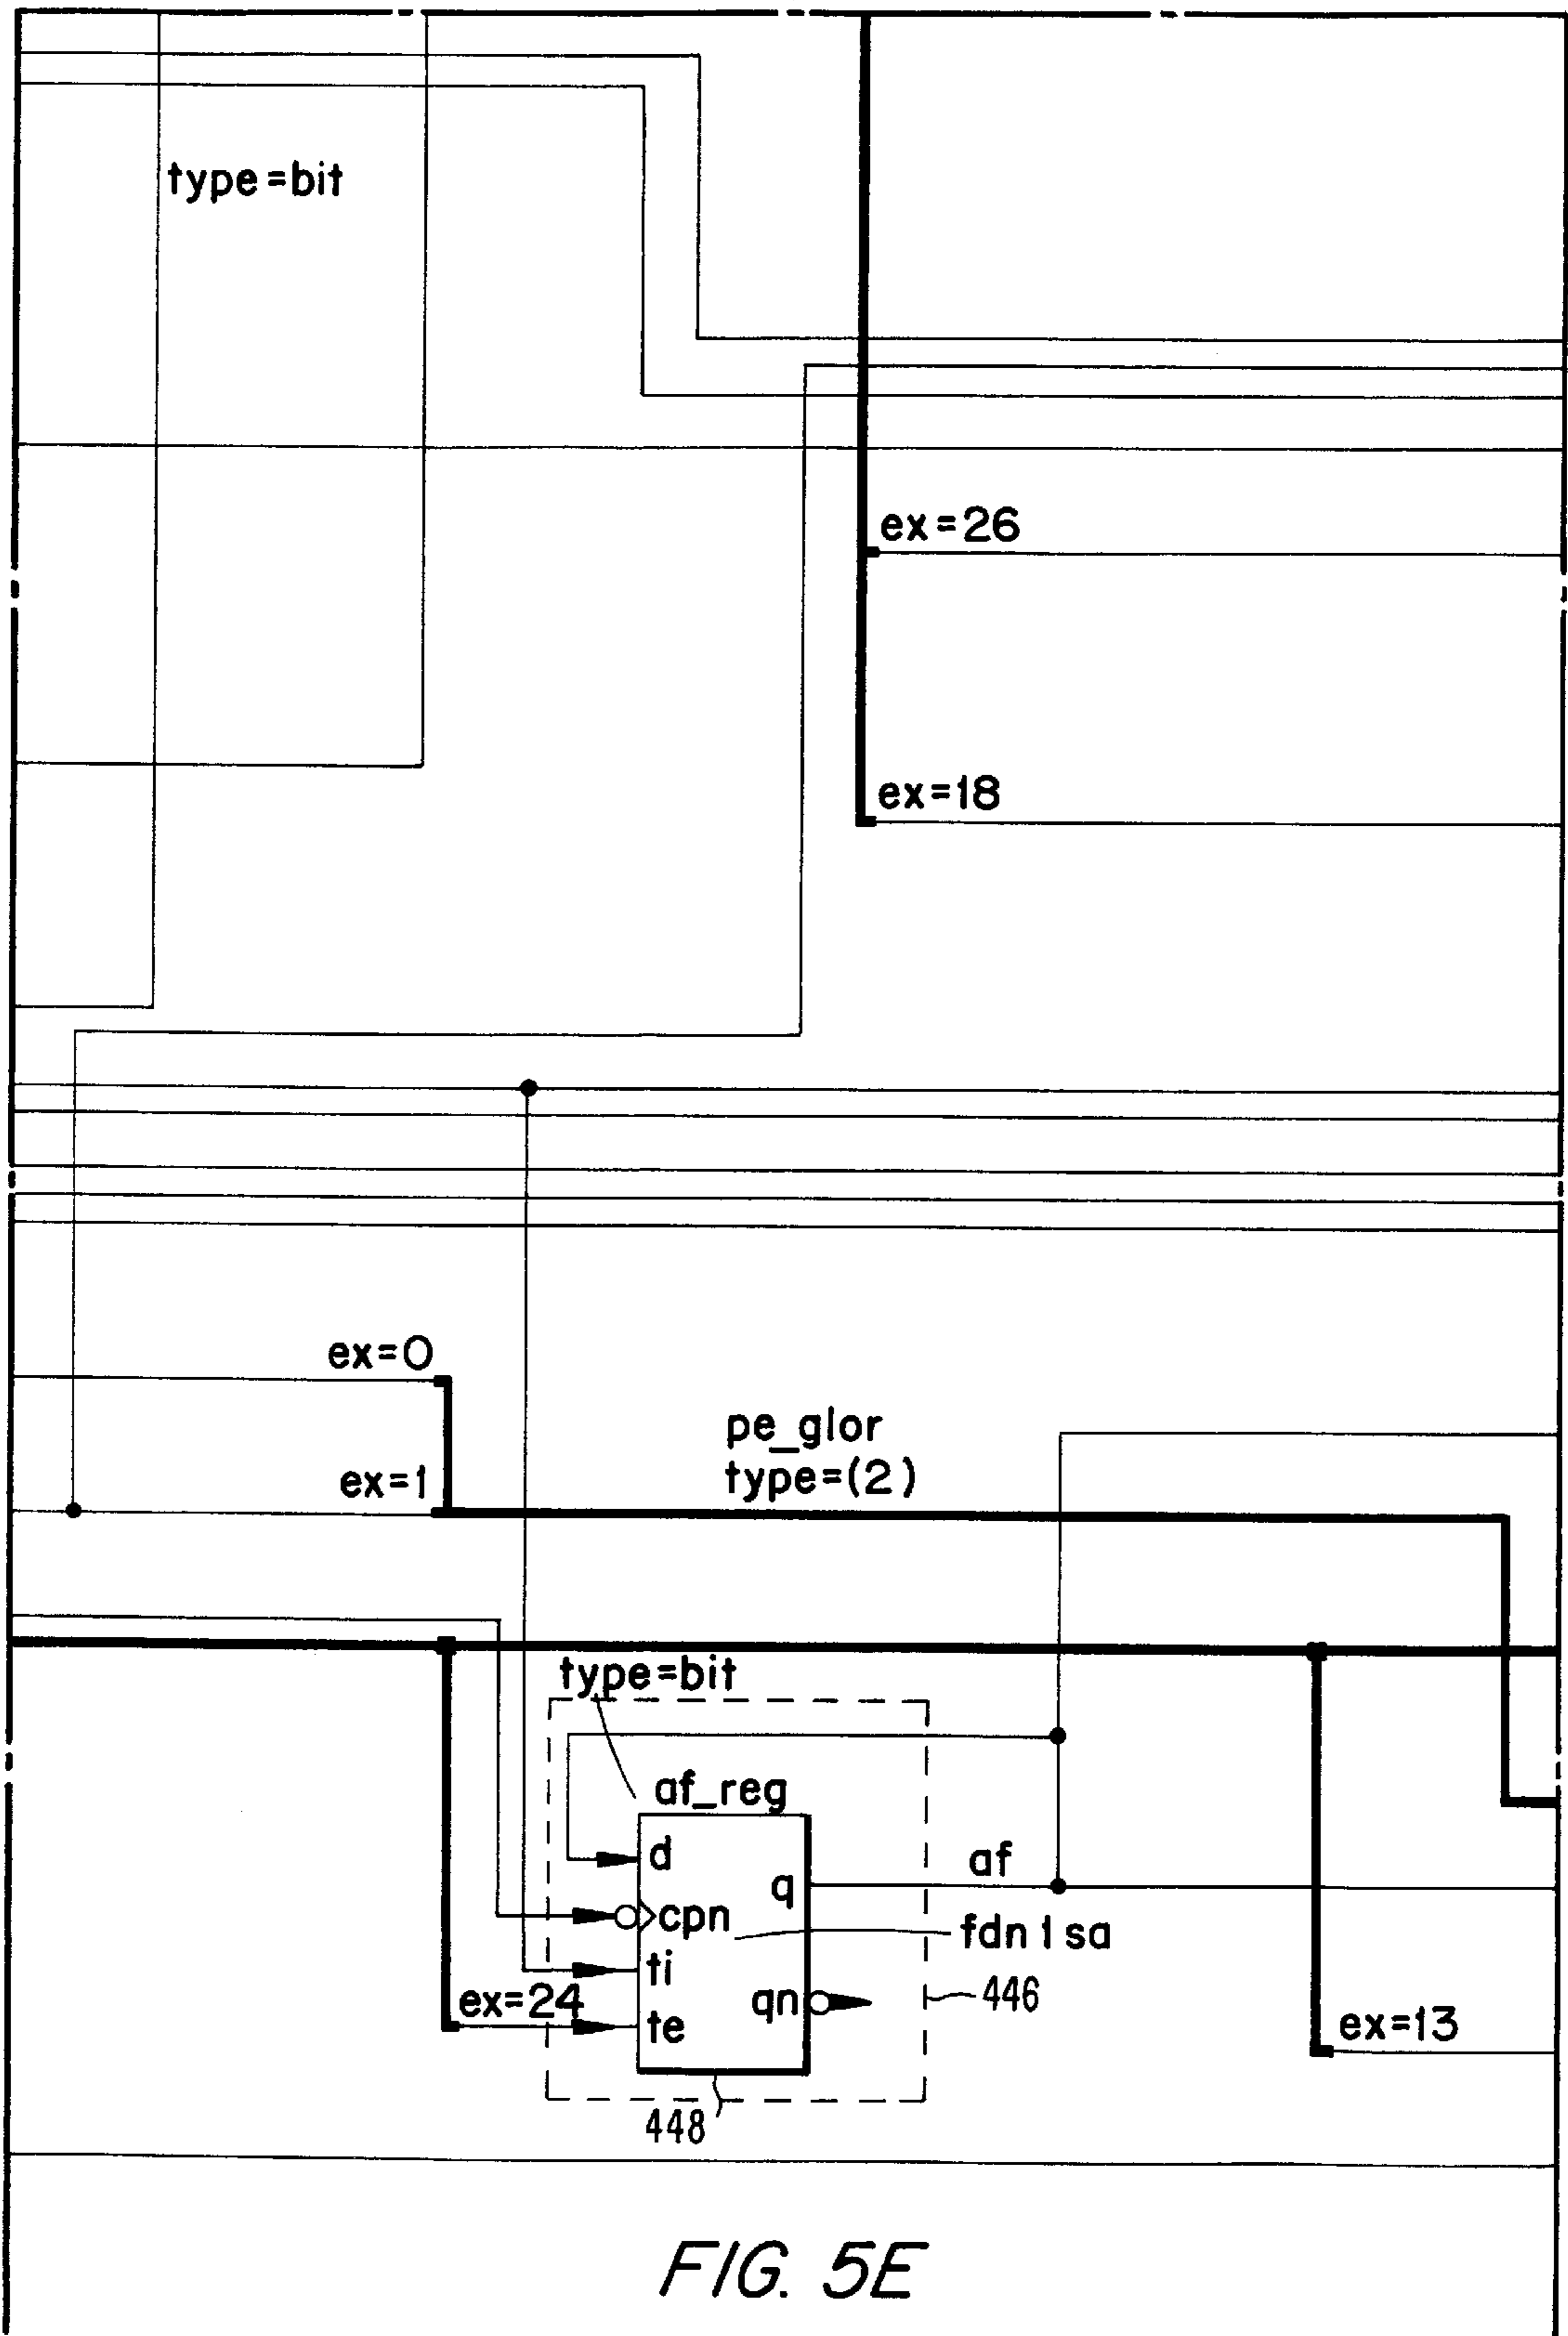 type=bit
ex=26
ex=18
ex=0
pe_glor
ex=1
type=(2)
type=bit
af_reg
d
af
q
cpn
fdn1sa
ti
446
ex=24
qn
te
ex=13
448
FIG. 5E